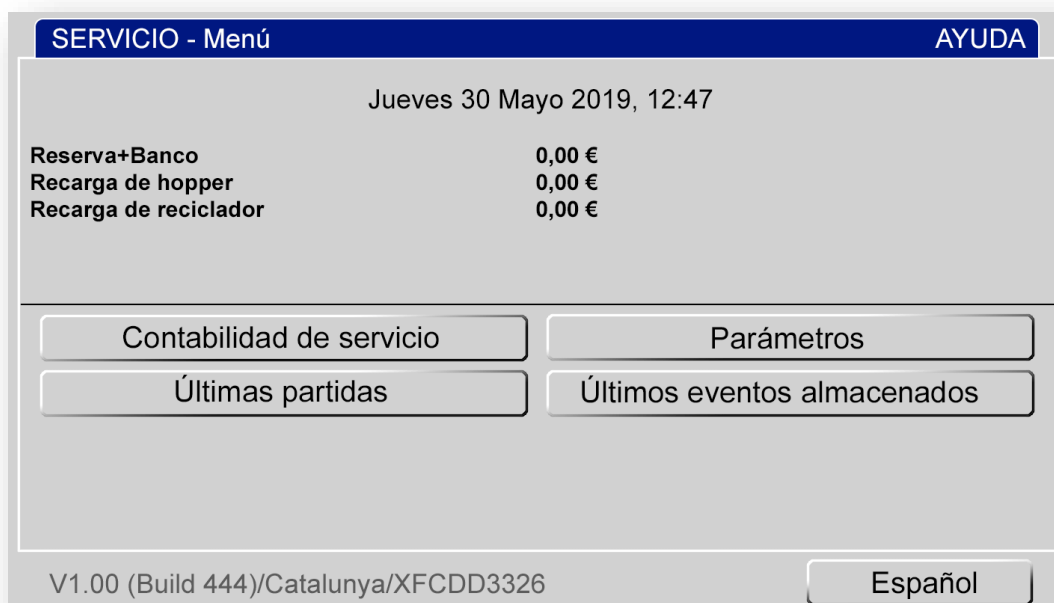 SERVICIO - Menú AYUDA
Jueves 30 Mayo 2019, 12:47
Reserva+Banco 0,00 €
Recarga de hopper 0,00 €
Recarga de reciclador 0,00 €
Contabilidad de servicio Parámetros
Últimas partidas Últimos eventos almacenados
V1.00 (Build 444)/Catalunya/XFCDD3326 Español